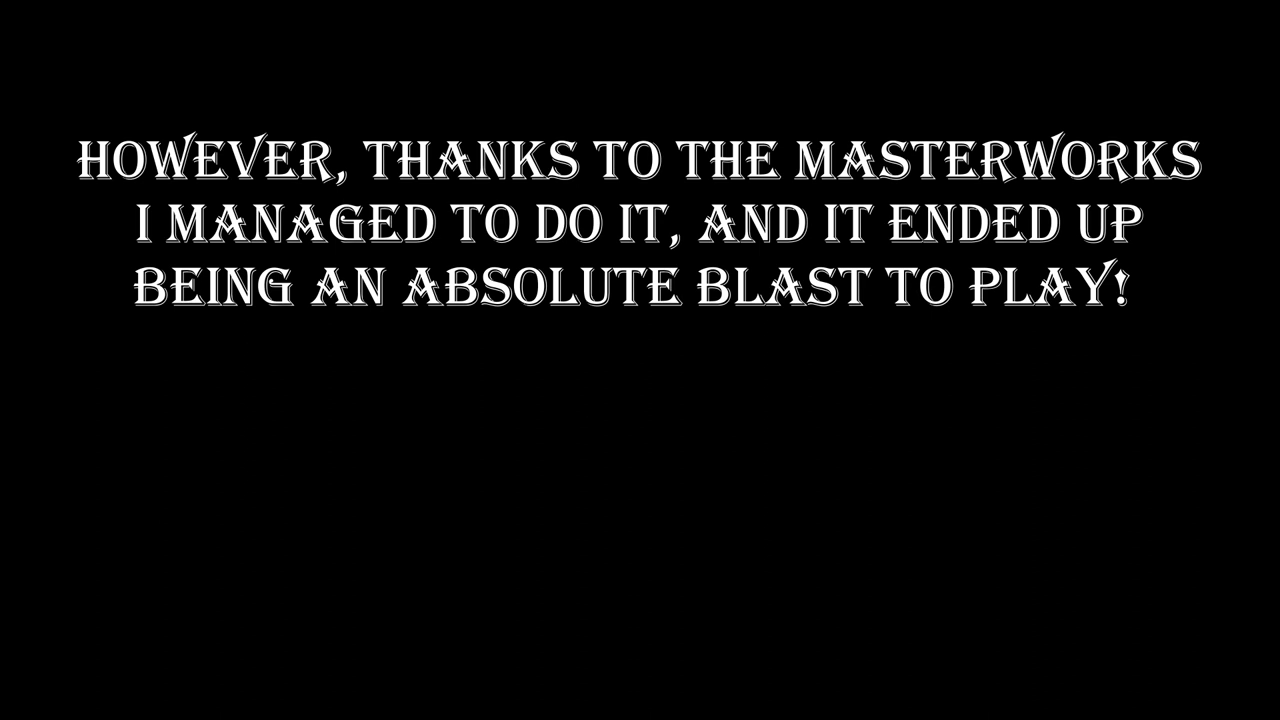 HOWEVER, THANKS TO THE MASTERWORKS
I MANAGED TO DO IT, AND IT ENDED UP
BEING AN ABSOLUTE BLAST TO PLAY!